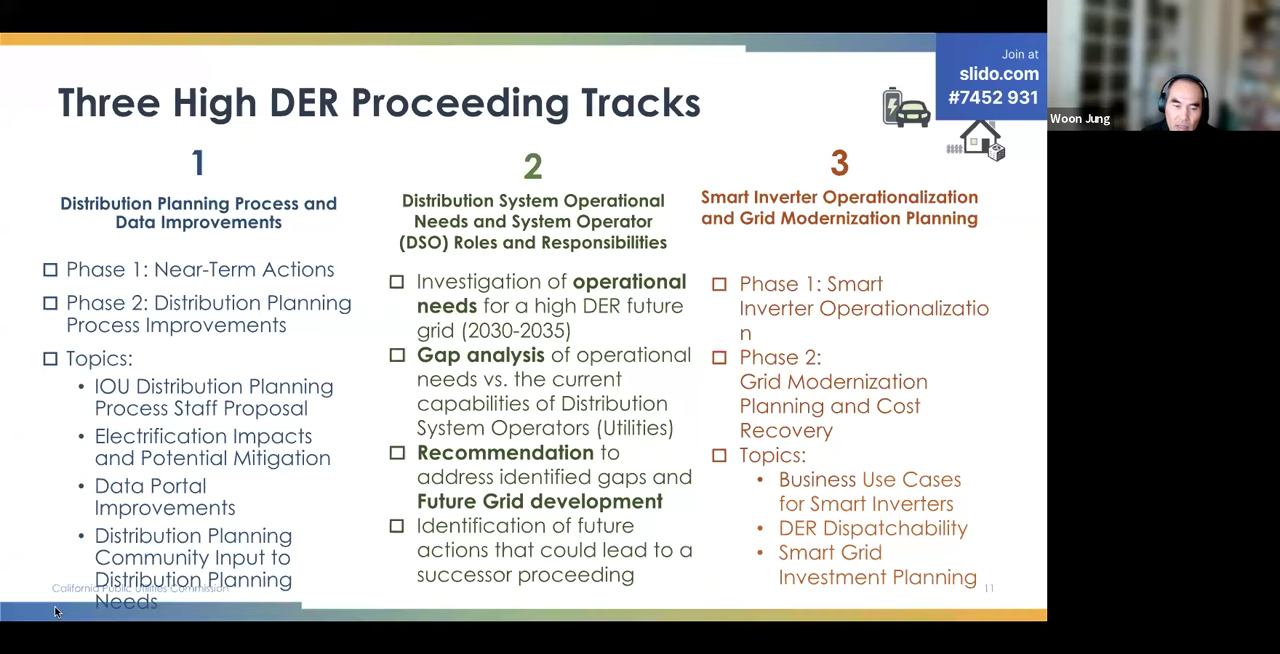 Three High DER Proceeding Tracks
Join at
slido.com
#7452 931
Woon Jung
1
Distribution Planning Process and
Data Improvements
Phase 1: Near-Term Actions
Phase 2: Distribution Planning
Process Improvements
Topics:
• IOU Distribution Planning
Process Staff Proposal
• Electrification Impacts
and Potential Mitigation
• Data Portal
Improvements
• Distribution Planning
Community Input to
Distribution Planning
Needs
2
Distribution System Operational
Needs and System Operator
(DSO) Roles and Responsibilities
Investigation of operational
needs for a high DER future
grid (2030-2035)
Gap analysis of operational
needs vs. the current
capabilities of Distribution
System Operators (Utilities)
Recommendation to
address identified gaps and
Future Grid development
Identification of future
actions that could lead to a
successor proceeding
3
Smart Inverter Operationalization
and Grid Modernization Planning
Phase 1: Smart
Inverter Operationalizatio
n
Phase 2:
Grid Modernization
Planning and Cost
Recovery
Topics:
• Business Use Cases
for Smart Inverters
• DER Dispatchability
• Smart Grid
Investment Planning
California Public Utilities Commission
11